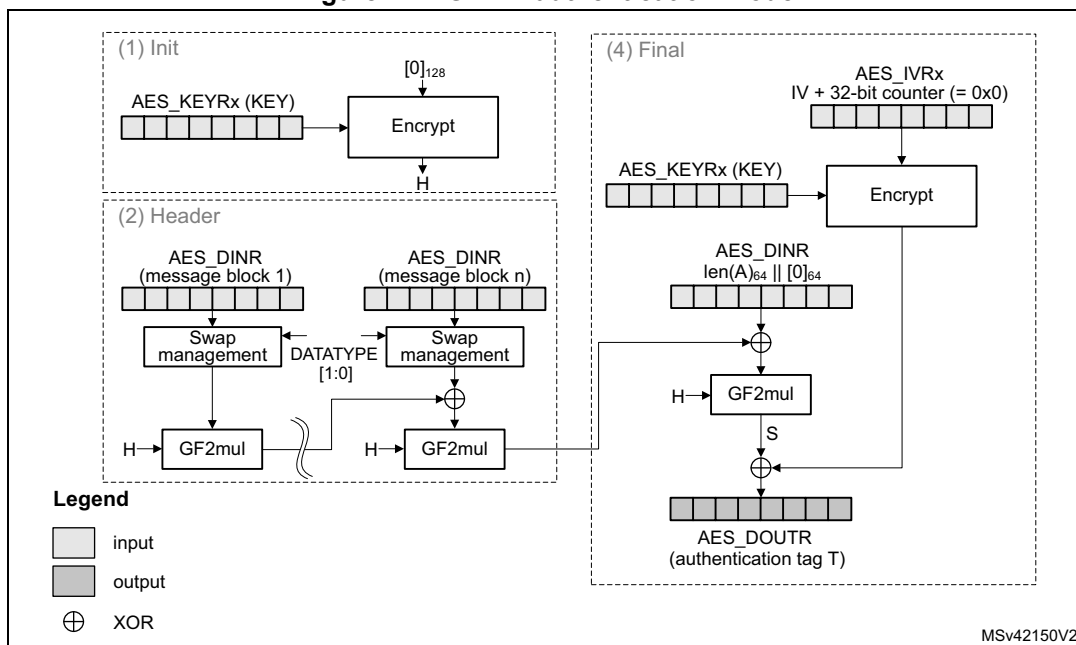 (1) Init
[0]128
AES_KEYRx (KEY)
Encrypt
H
(2) Header
AES_DINR
(message block 1)
AES_DINR
(message block n)
Swap
management
DATATYPE
[1:0]
Swap
management
H
GF2mul
H
GF2mul
(4) Final
AES_IVRx
IV + 32-bit counter (= 0x0)
AES_KEYRx (KEY)
Encrypt
AES_DINR
len(A)64 || [0]64
H
GF2mul
S
AES_DOUTR
(authentication tag T)
Legend
input
output
XOR
MSv42150V2